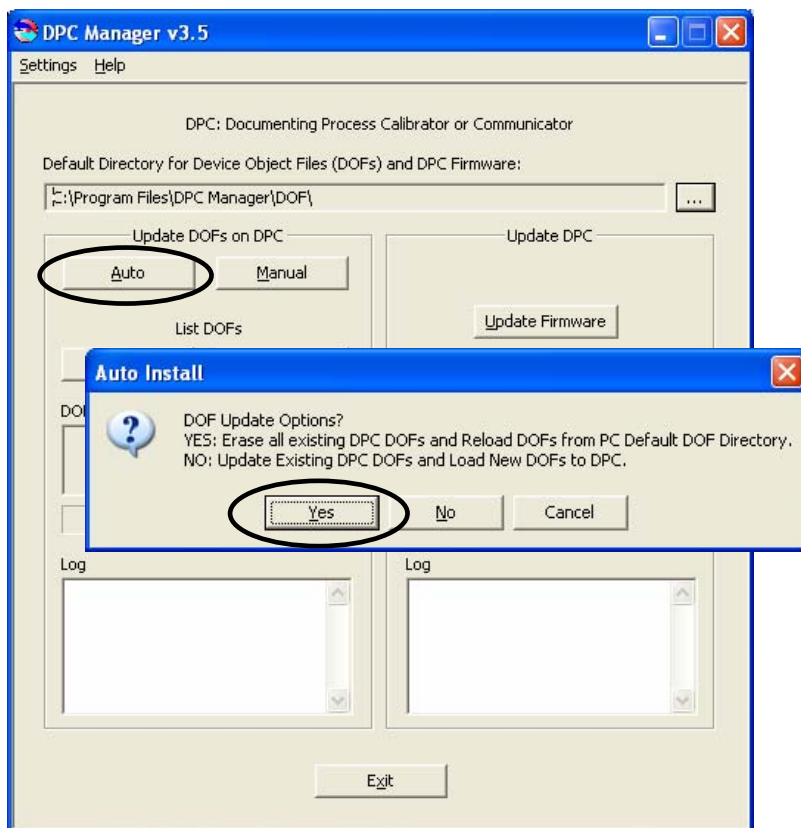 DPC Manager v3.5
Settings Help
DPC: Documenting Process Calibrator or Communicator
Default Directory for Device Object Files (DOFs) and DPC Firmware:
C:\Program Files\DPC Manager\DOF\
...
Update DOFs on DPC
Update DPC
Auto
Manual
Update Firmware
List DOFs
Auto Install
DOF Update Options?
YES: Erase all existing DPC DOFs and Reload DOFs from PC Default DOF Directory.
NO: Update Existing DPC DOFs and Load New DOFs to DPC.
Yes
No
Cancel
Log
Log
Exit